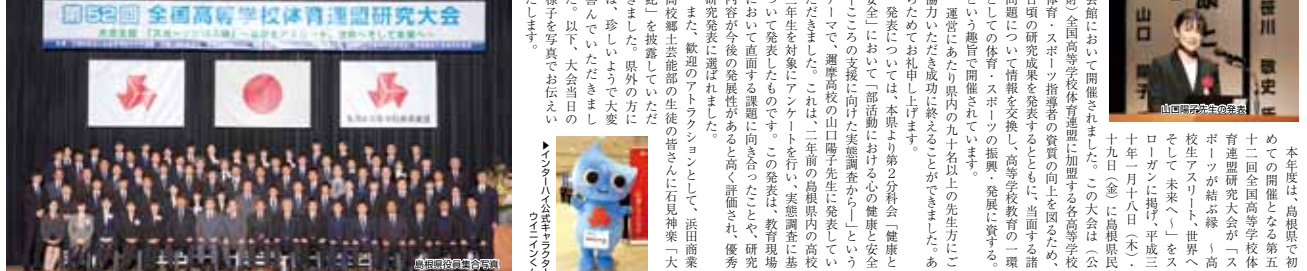 笹川 敬史 氏
山口 陽子
山口陽子先生の発表
本年度は、島根県で初
めての開催となる第五
十二回全国高等学校体
育連盟研究大会が「ス
ポーツが結ぶ縁 ～高
校生アスリート、世界へ
そして 未来へ～」をス
ローガンに掲げ、平成三
十年一月十八日（木）・
十九日（金）に島根県民
会館において開催されました。この大会は（公
財）全国高等学校体育連盟に加盟する各高等学校
体育・スポーツ指導者の資質の向上を図るため、
日頃の研究成果を発表するとともに、当面する諸
問題について情報を交換し、高等学校教育の一環
としての体育・スポーツの振興・発展に資する。
という趣旨で開催されています。
運営にあたり県内の九十名以上の先生方にご
協力いただき成功に終えることができました。あ
らためてお礼申し上げます。
発表については、本県より第２分科会「健康と
安全」において「部活動における心の健康と安全
―こころの支援に向けた実態調査から―」という
テーマで、邇摩高校の山口陽子先生に発表してい
ただきました。これは、二年前の島根県内の高校
二年生を対象にアンケートを行い、実態調査に基
づいて発表したものです。この発表は、教育現場
において直面する課題に向き合ったことや、研究
内容が今後の発展性があると高く評価され、優秀
研究発表に選ばれました。
また、歓迎のアトラクションとして、浜田商業
高校郷土芸能部の生徒の皆さんに石見神楽「大
蛇」を披露していただ
きました。県外の方に
は、珍しいようで大変
喜んでいただきまし
た。以下、大会当日の
様子を写真でお伝えい
たします。
▶インターハイ公式キャラクター
ウイニンくん
第52回 全国高等学校体育連盟研究大会
島根県役員集合写真